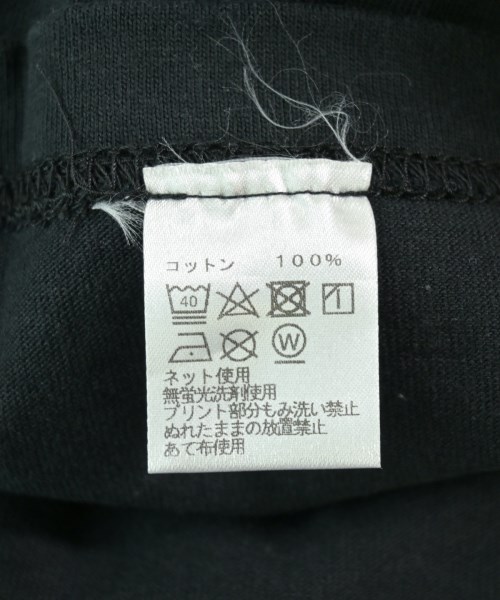 コットン 100%
40
W
ネット使用
無蛍光洗剤使用
プリント部分もみ洗い禁止
ぬれたままの放置禁止
あて布使用